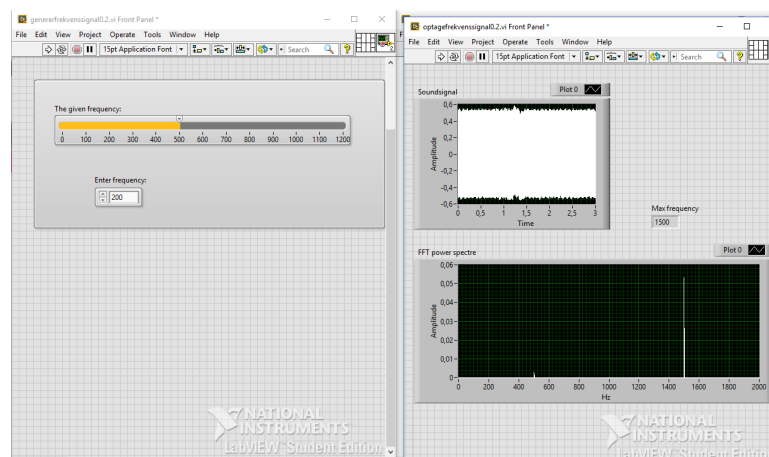 genererfrekvenssignal0.2.vi Front Panel *
File Edit View Project Operate Tools Window Help
15pt Application Font
Search
The given frequency:
0 100 200 300 400 500 600 700 800 900 1000 1100 1200
Enter frequency:
200
NATIONAL
INSTRUMENTS
LabVIEW Student Edition
optagefrekvenssignal0.2.vi Front Panel *
File Edit View Project Operate Tools Window Help
15pt Application Font
Search
Soundsignal
Plot 0
Amplitude
0,6
0,4
0,2
0
-0,2
-0,4
-0,6
0 0,5 1 1,5 2 2,5 3
Time
Max frequency
1500
FFT power spectre
Plot 0
Amplitude
0,06
0,05
0,04
0,03
0,02
0,01
0
0 200 400 600 800 1000 1200 1400 1600 1800 2000
Hz
NATIONAL
INSTRUMENTS
LabVIEW Student Edition